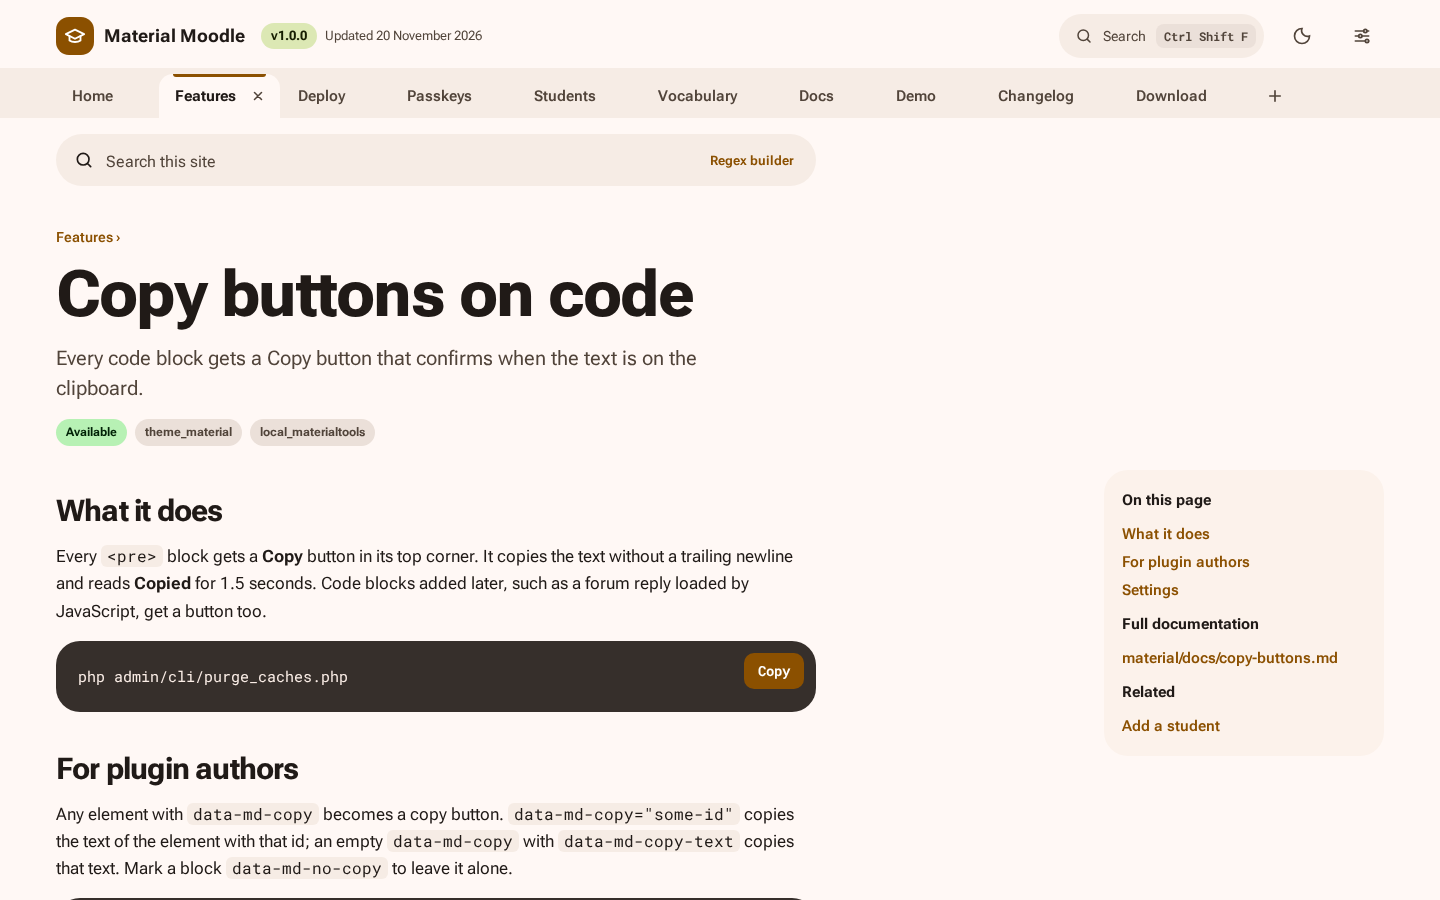 Material Moodle v1.0.0 Updated 20 November 2026 Search Ctrl Shift F
Home Features Deploy Passkeys Students Vocabulary Docs Demo Changelog Download
Search this site Regex builder
Features ›
Copy buttons on code
Every code block gets a Copy button that confirms when the text is on the
clipboard.
Available theme_material local_materialtools
What it does
Every <pre> block gets a Copy button in its top corner. It copies the text without a trailing newline
and reads Copied for 1.5 seconds. Code blocks added later, such as a forum reply loaded by
JavaScript, get a button too.
php admin/cli/purge_caches.php Copy
For plugin authors
Any element with data-md-copy becomes a copy button. data-md-copy="some-id" copies
the text of the element with that id; an empty data-md-copy with data-md-copy-text copies
that text. Mark a block data-md-no-copy to leave it alone.
On this page
What it does
For plugin authors
Settings
Full documentation
material/docs/copy-buttons.md
Related
Add a student